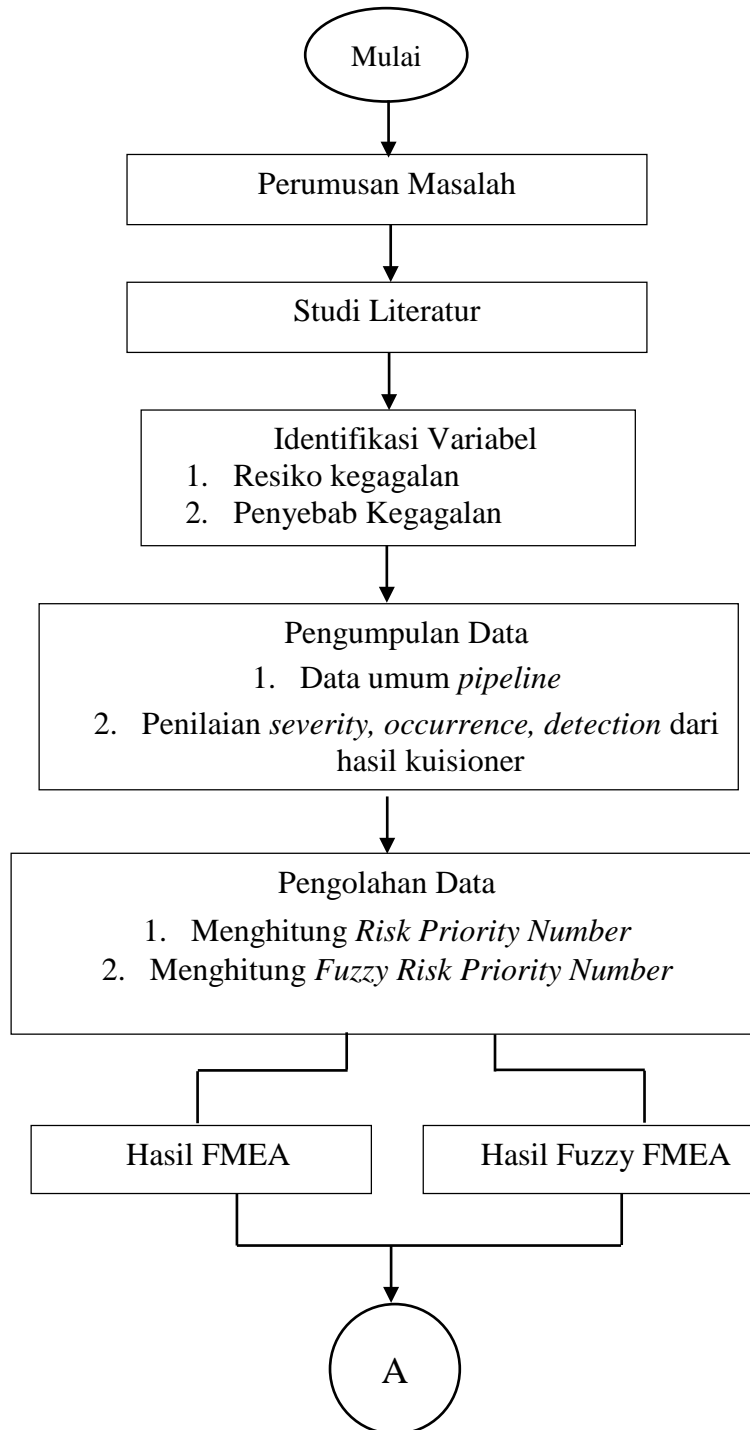 Mulai
Perumusan Masalah
Studi Literatur
Identifikasi Variabel
1. Resiko kegagalan
2. Penyebab Kegagalan
Pengumpulan Data
1. Data umum pipeline
2. Penilaian severity, occurrence, detection dari
hasil kuisioner
Pengolahan Data
1. Menghitung Risk Priority Number
2. Menghitung Fuzzy Risk Priority Number
Hasil FMEA
Hasil Fuzzy FMEA
A